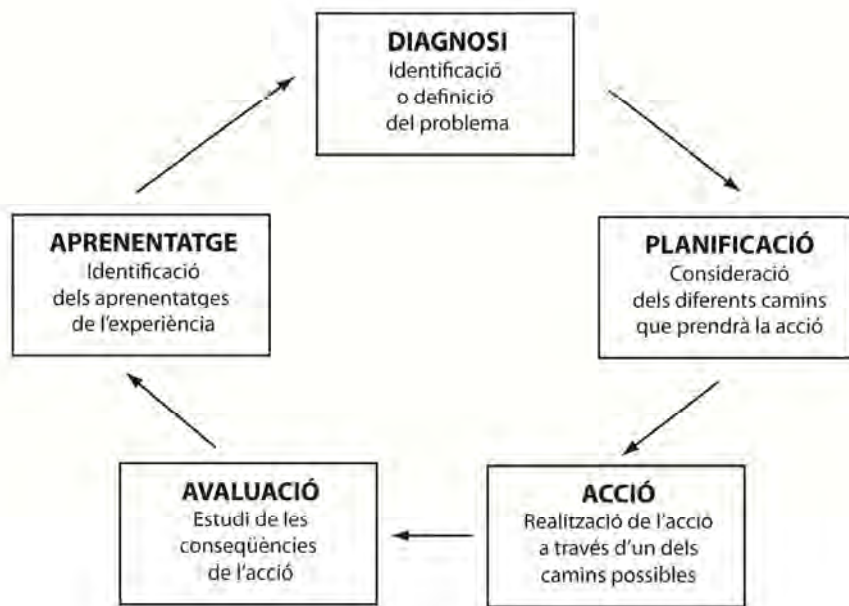 DIAGNOSI
Identificació
o definició
del problema
PLANIFICACIÓ
Consideració
dels diferents camins
que prendrà la acció
ACCIÓ
Realització de l'acció
a través d'un dels
camins possibles
AVALUACIÓ
Estudi de les
conseqüències
de l'acció
APRENENTATGE
Identificació
dels aprenentatges
de l'experiència